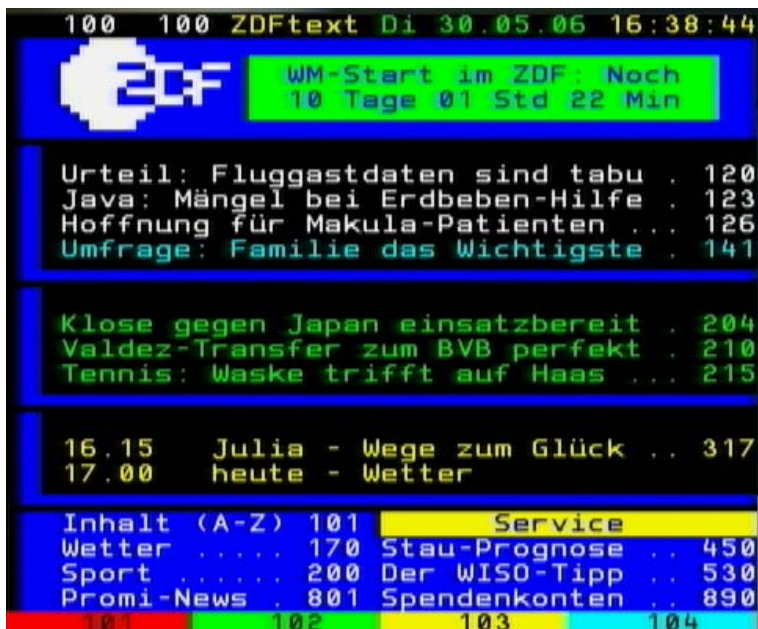 100 100 ZDFtext Di 30.05.06 16:38:44
ZDF
WM-Start im ZDF: Noch
10 Tage 01 Std 22 Min
Urteil: Fluggastdaten sind tabu . 120
Java: Mängel bei Erdbeben-Hilfe . 123
Hoffnung für Makula-Patienten ... 126
Umfrage: Familie das Wichtigste . 141
Klose gegen Japan einsatzbereit . 204
Valdez-Transfer zum BVB perfekt . 210
Tennis: Waske trifft auf Haas ... 215
16.15 Julia - Wege zum Glück .. 317
17.00 heute - Wetter
Inhalt (A-Z) 101 Service
Wetter ..... 170 Stau-Prognose .. 450
Sport ...... 200 Der WISO-Tipp .. 530
Promi-News . 801 Spendenkonten .. 890
101 102 103 104